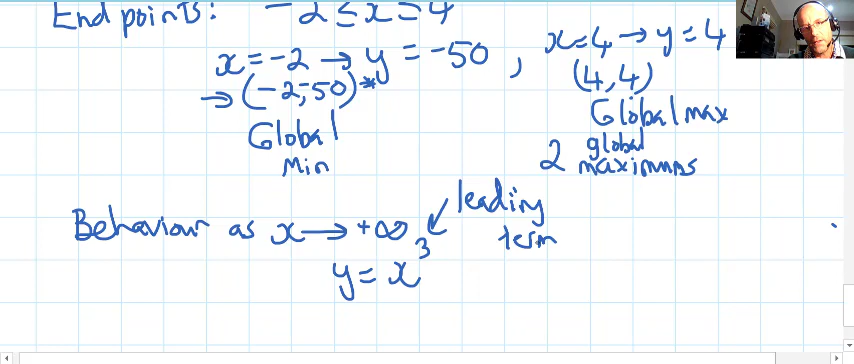 End points: -2 ≤ x ≤ 4
x = -2 → y = -50 , x = 4 → y = 4
→ (-2, -50)* (4, 4)
Global Min
Global max
2 global maximums
Behaviour as x → +∞
leading term
y = x³